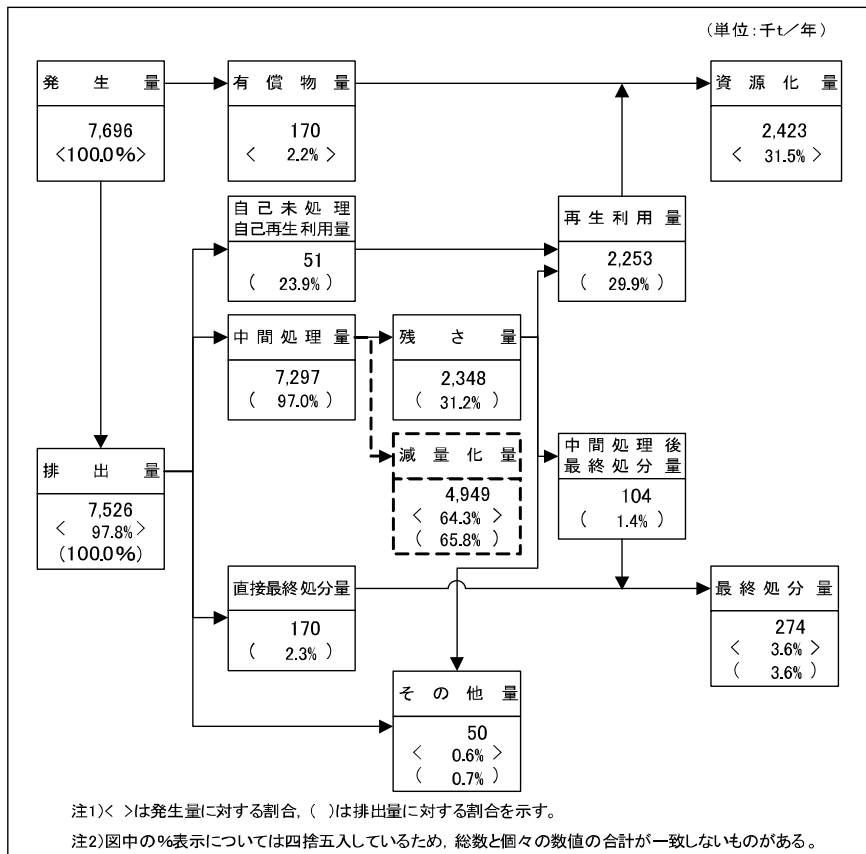 (単位:千t/年)
発生量
7,696
<100.0%>
有償物量
170
< 2.2% >
資源化量
2,423
< 31.5% >
自己未処理
自己再生利用量
51
( 23.9% )
再生利用量
2,253
( 29.9% )
中間処理量
7,297
( 97.0% )
残さ量
2,348
( 31.2% )
減量化量
4,949
< 64.3% >
( 65.8% )
中間処理後
最終処分量
104
( 1.4% )
排出量
7,526
< 97.8% >
(100.0%)
直接最終処分量
170
( 2.3% )
最終処分量
274
< 3.6% >
( 3.6% )
その他量
50
< 0.6% >
( 0.7% )
注1)< >は発生量に対する割合, ( )は排出量に対する割合を示す。
注2)図中の%表示については四捨五入しているため, 総数と個々の数値の合計が一致しないものがある。